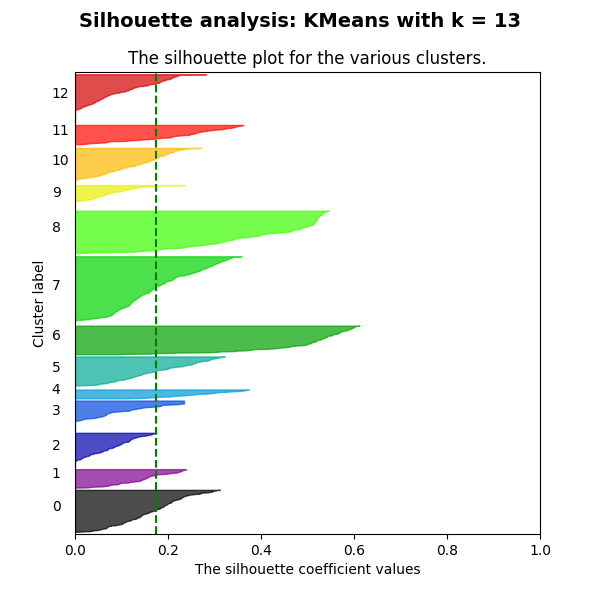 Silhouette analysis: KMeans with k = 13
The silhouette plot for the various clusters.
12
11
10
9
8
7
6
5
4
3
2
1
0
Cluster label
0.0 0.2 0.4 0.6 0.8 1.0
The silhouette coefficient values